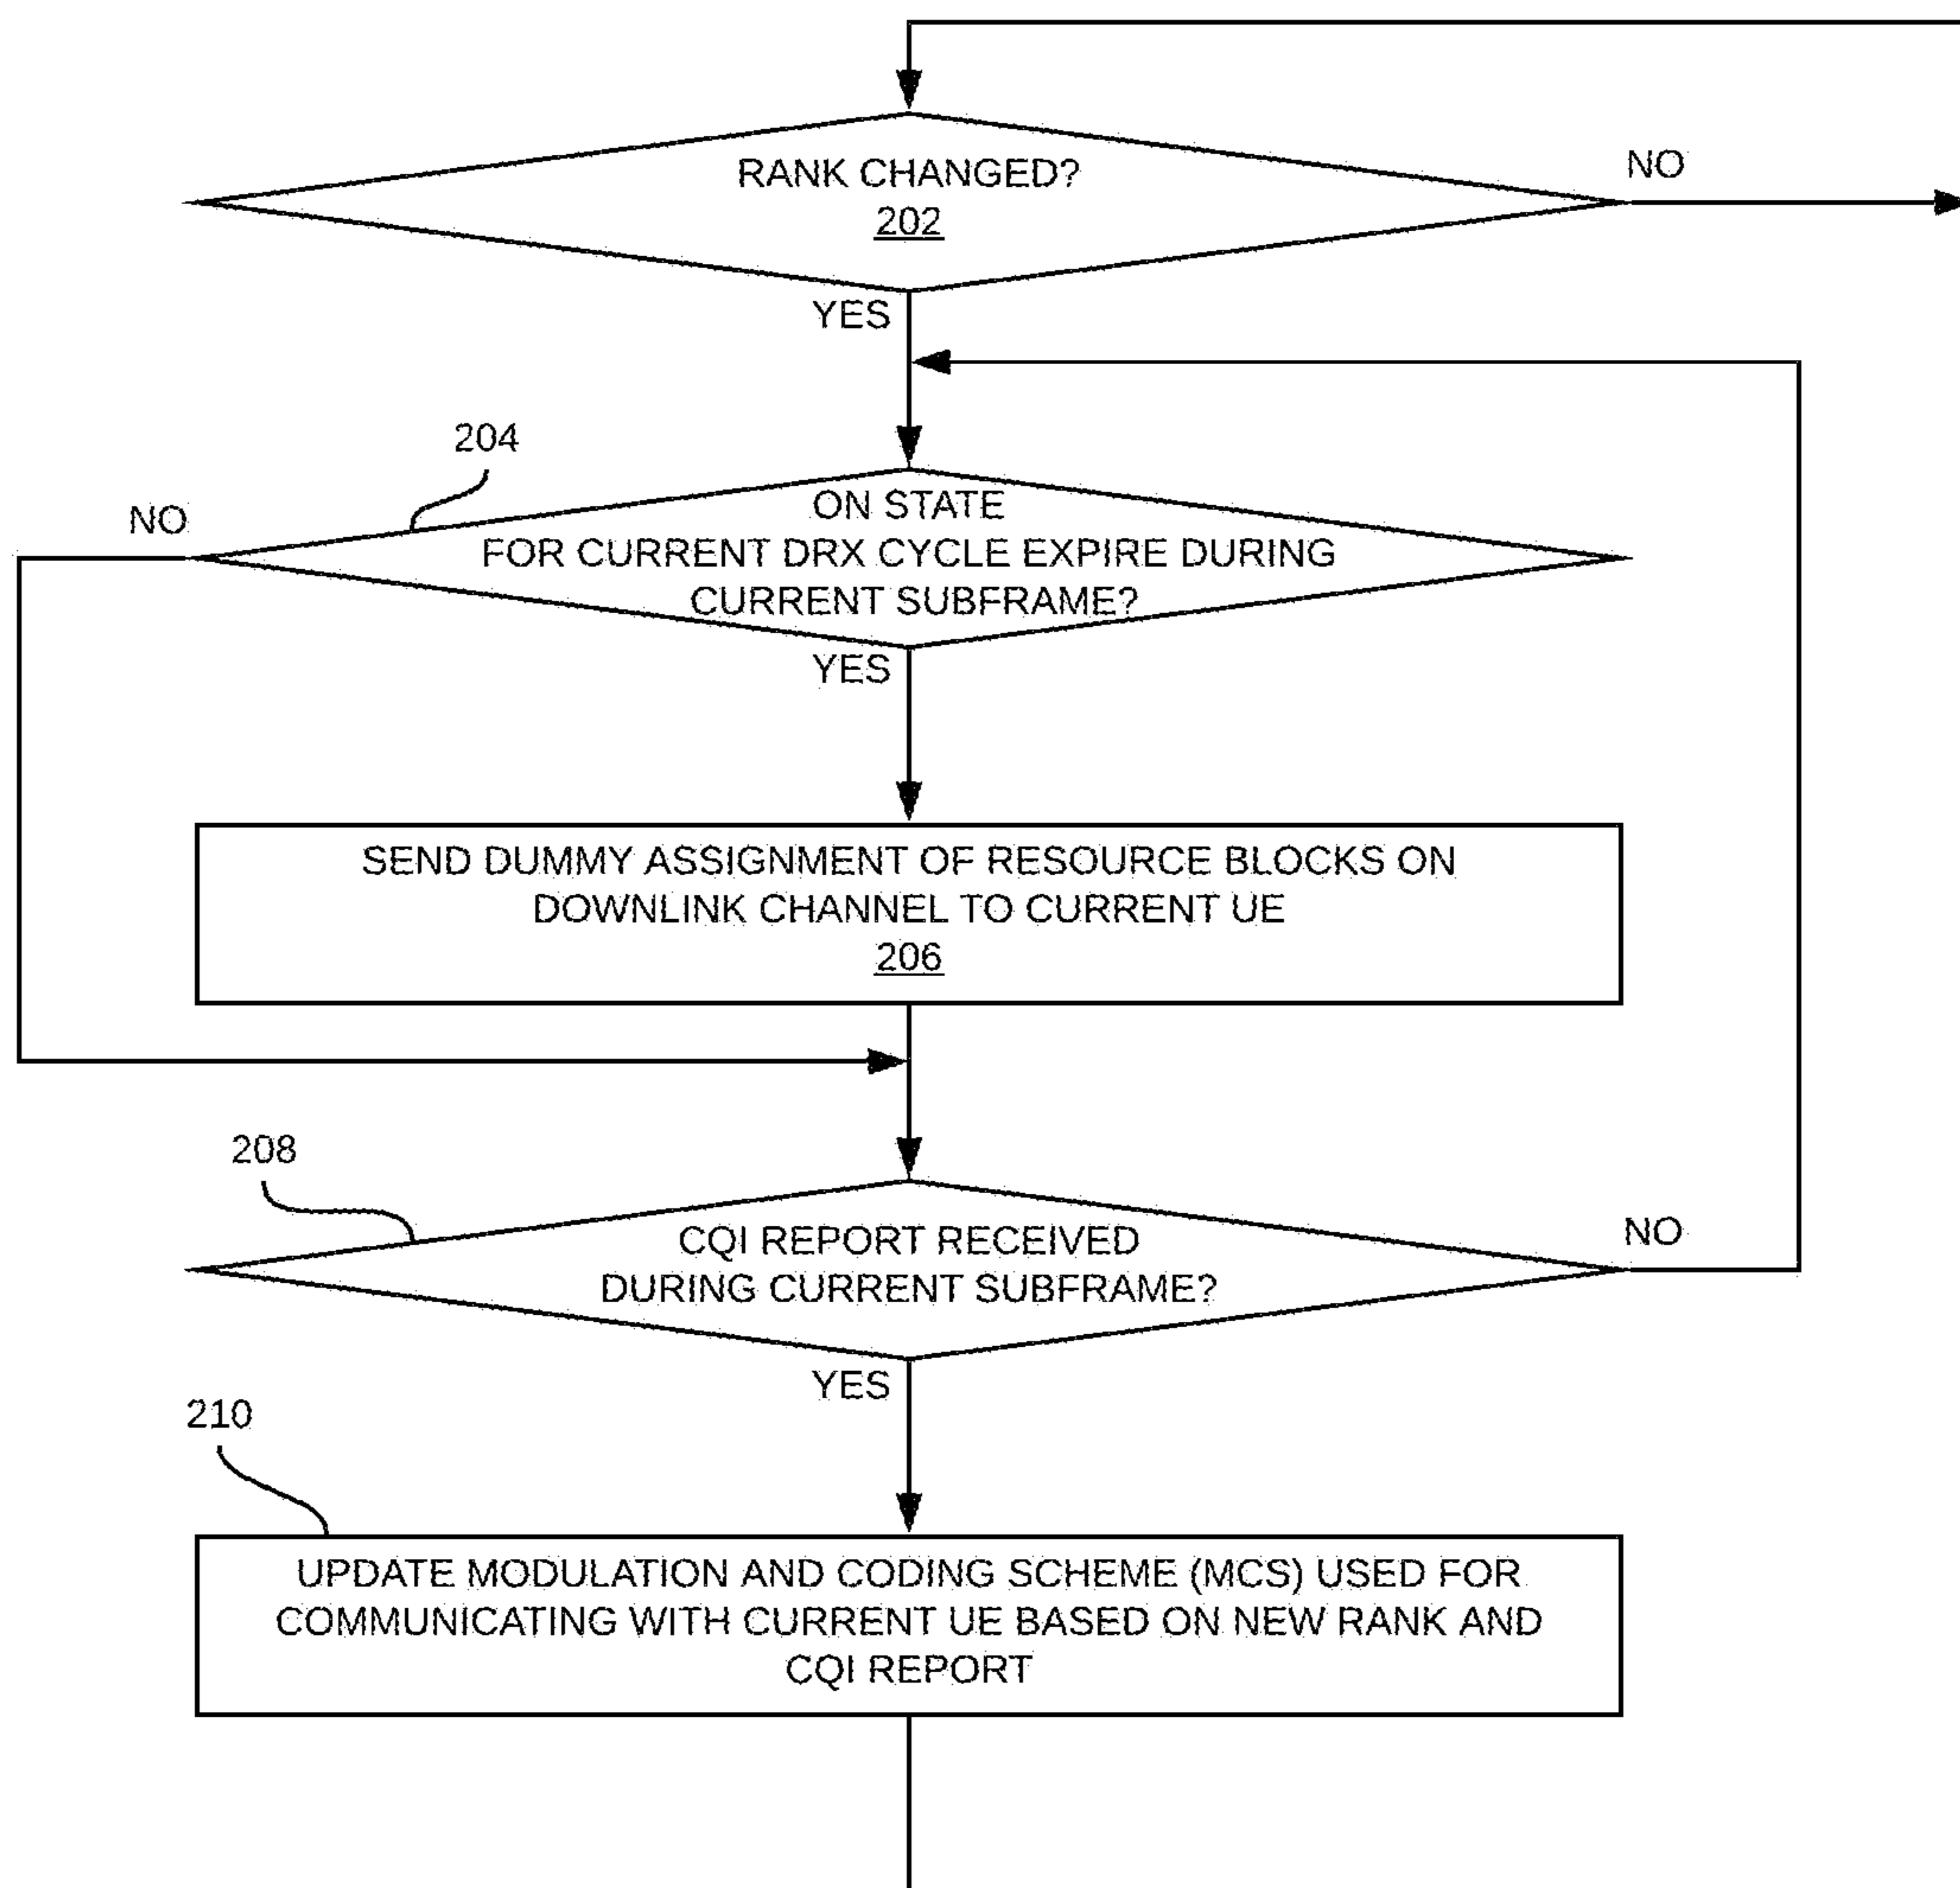 RANK CHANGED?
NO
202
YES
204
NO
ON STATE
FOR CURRENT DRX CYCLE EXPIRE DURING
CURRENT SUBFRAME?
YES
SEND DUMMY ASSIGNMENT OF RESOURCE BLOCKS ON
DOWNLINK CHANNEL TO CURRENT UE
206
208
CQI REPORT RECEIVED
DURING CURRENT SUBFRAME?
NO
YES
210
UPDATE MODULATION AND CODING SCHEME (MCS) USED FOR
COMMUNICATING WITH CURRENT UE BASED ON NEW RANK AND
CQI REPORT